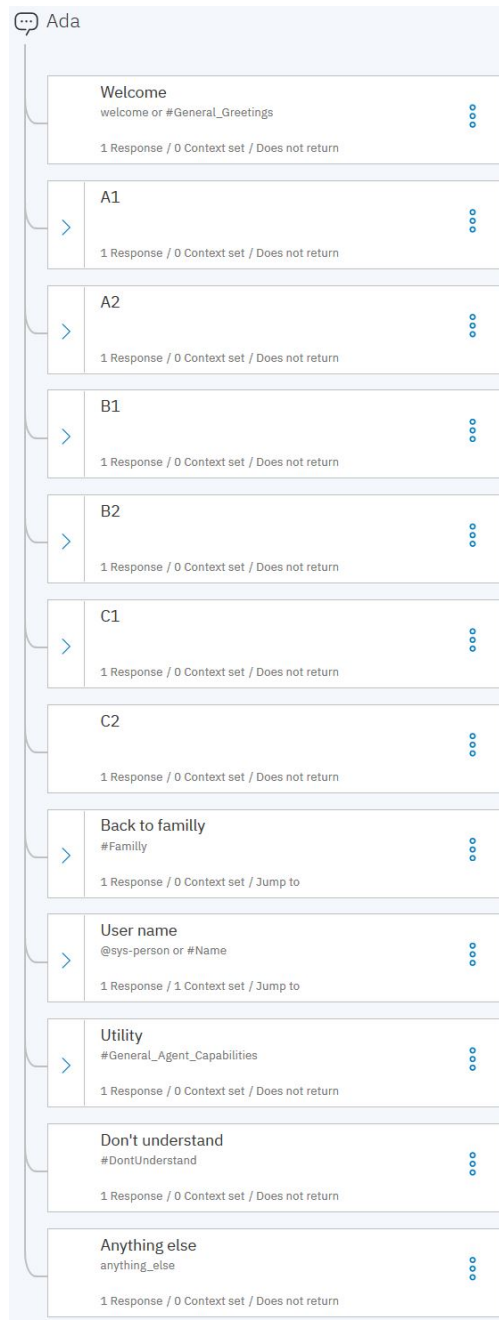 Ada
Welcome
welcome or #General_Greetings
1 Response / 0 Context set / Does not return
A1
1 Response / 0 Context set / Does not return
A2
1 Response / 0 Context set / Does not return
B1
1 Response / 0 Context set / Does not return
B2
1 Response / 0 Context set / Does not return
C1
1 Response / 0 Context set / Does not return
C2
1 Response / 0 Context set / Does not return
Back to familly
#Familly
1 Response / 0 Context set / Jump to
User name
@sys-person or #Name
1 Response / 1 Context set / Jump to
Utility
#General_Agent_Capabilities
1 Response / 0 Context set / Does not return
Don't understand
#DontUnderstand
1 Response / 0 Context set / Does not return
Anything else
anything_else
1 Response / 0 Context set / Does not return